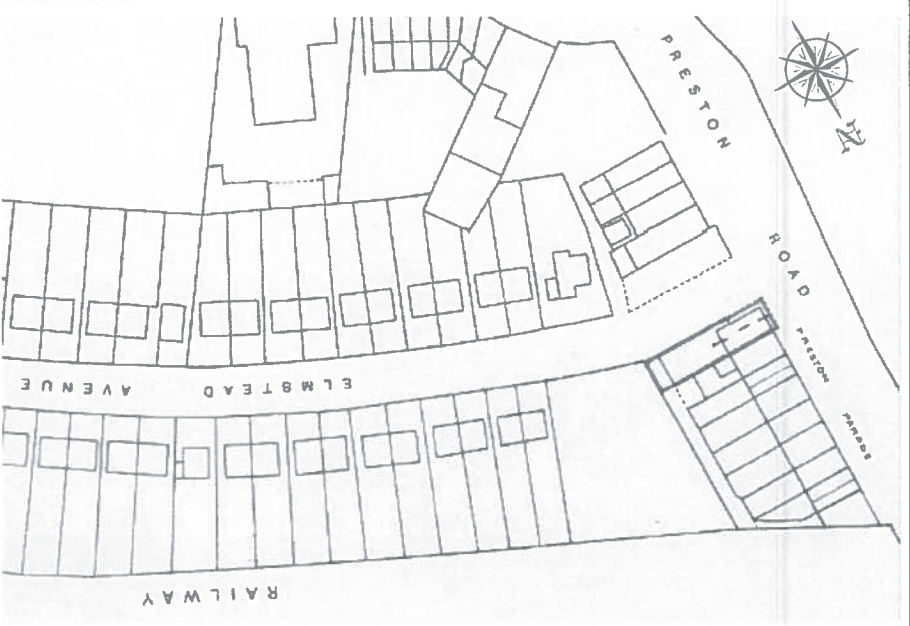 PRESTON
ROAD
PRESTON
PARADE
ELMSTEAD AVENUE
RAILWAY
N